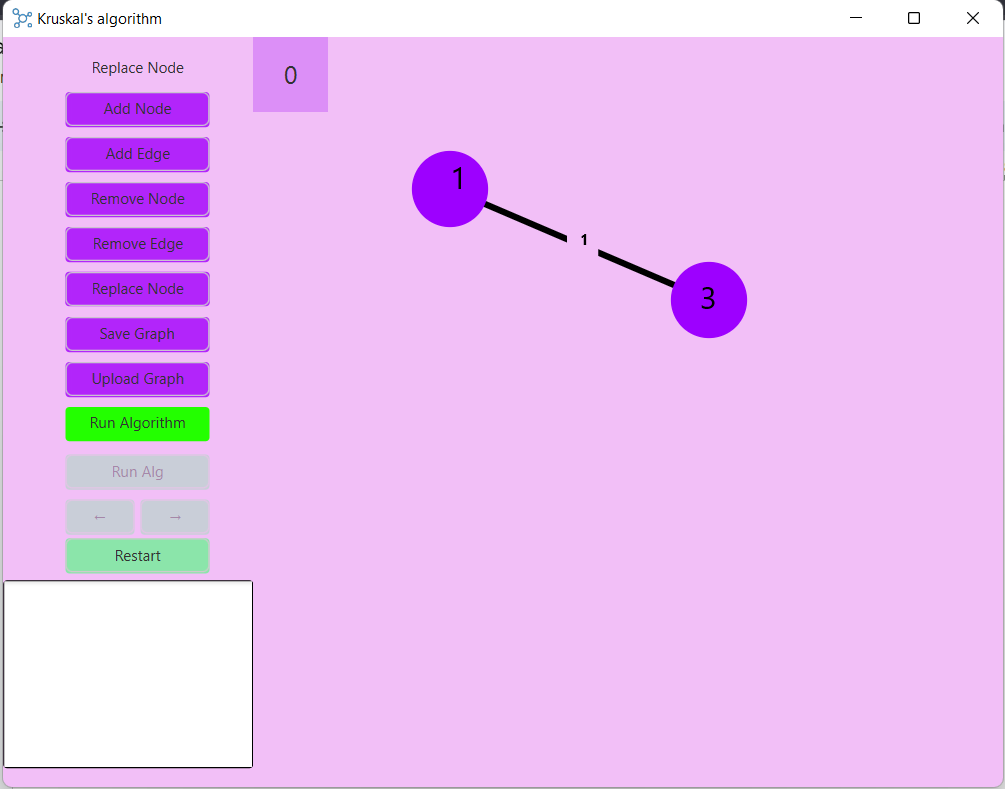 Kruskal's algorithm
Replace Node
0
Add Node
Add Edge
Remove Node
Remove Edge
Replace Node
Save Graph
Upload Graph
Run Algorithm
Run Alg
← →
Restart
1
1
3